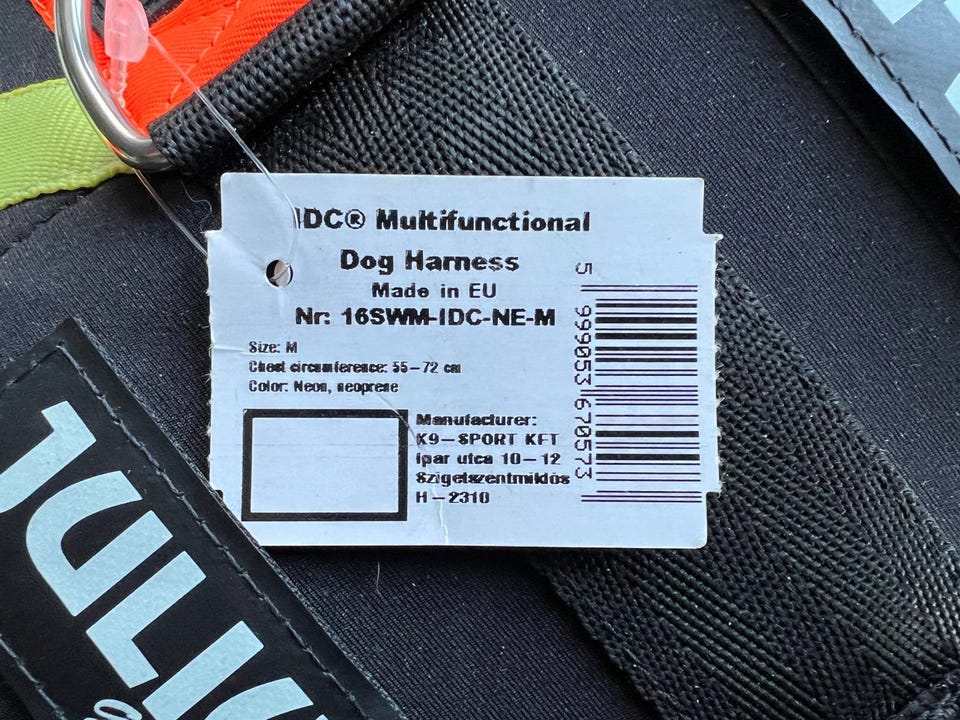 IDC® Multifunctional
Dog Harness
Made in EU
Nr: 16SWM-IDC-NE-M
Size: M
Chest circumference: 55-72 cm
Color: Neon, neoprene
Manufacturer:
K9-SPORT KFT
Ipar utca 10-12
Szigetszentmiklós
H-2310
5 999053 670573
JULIU